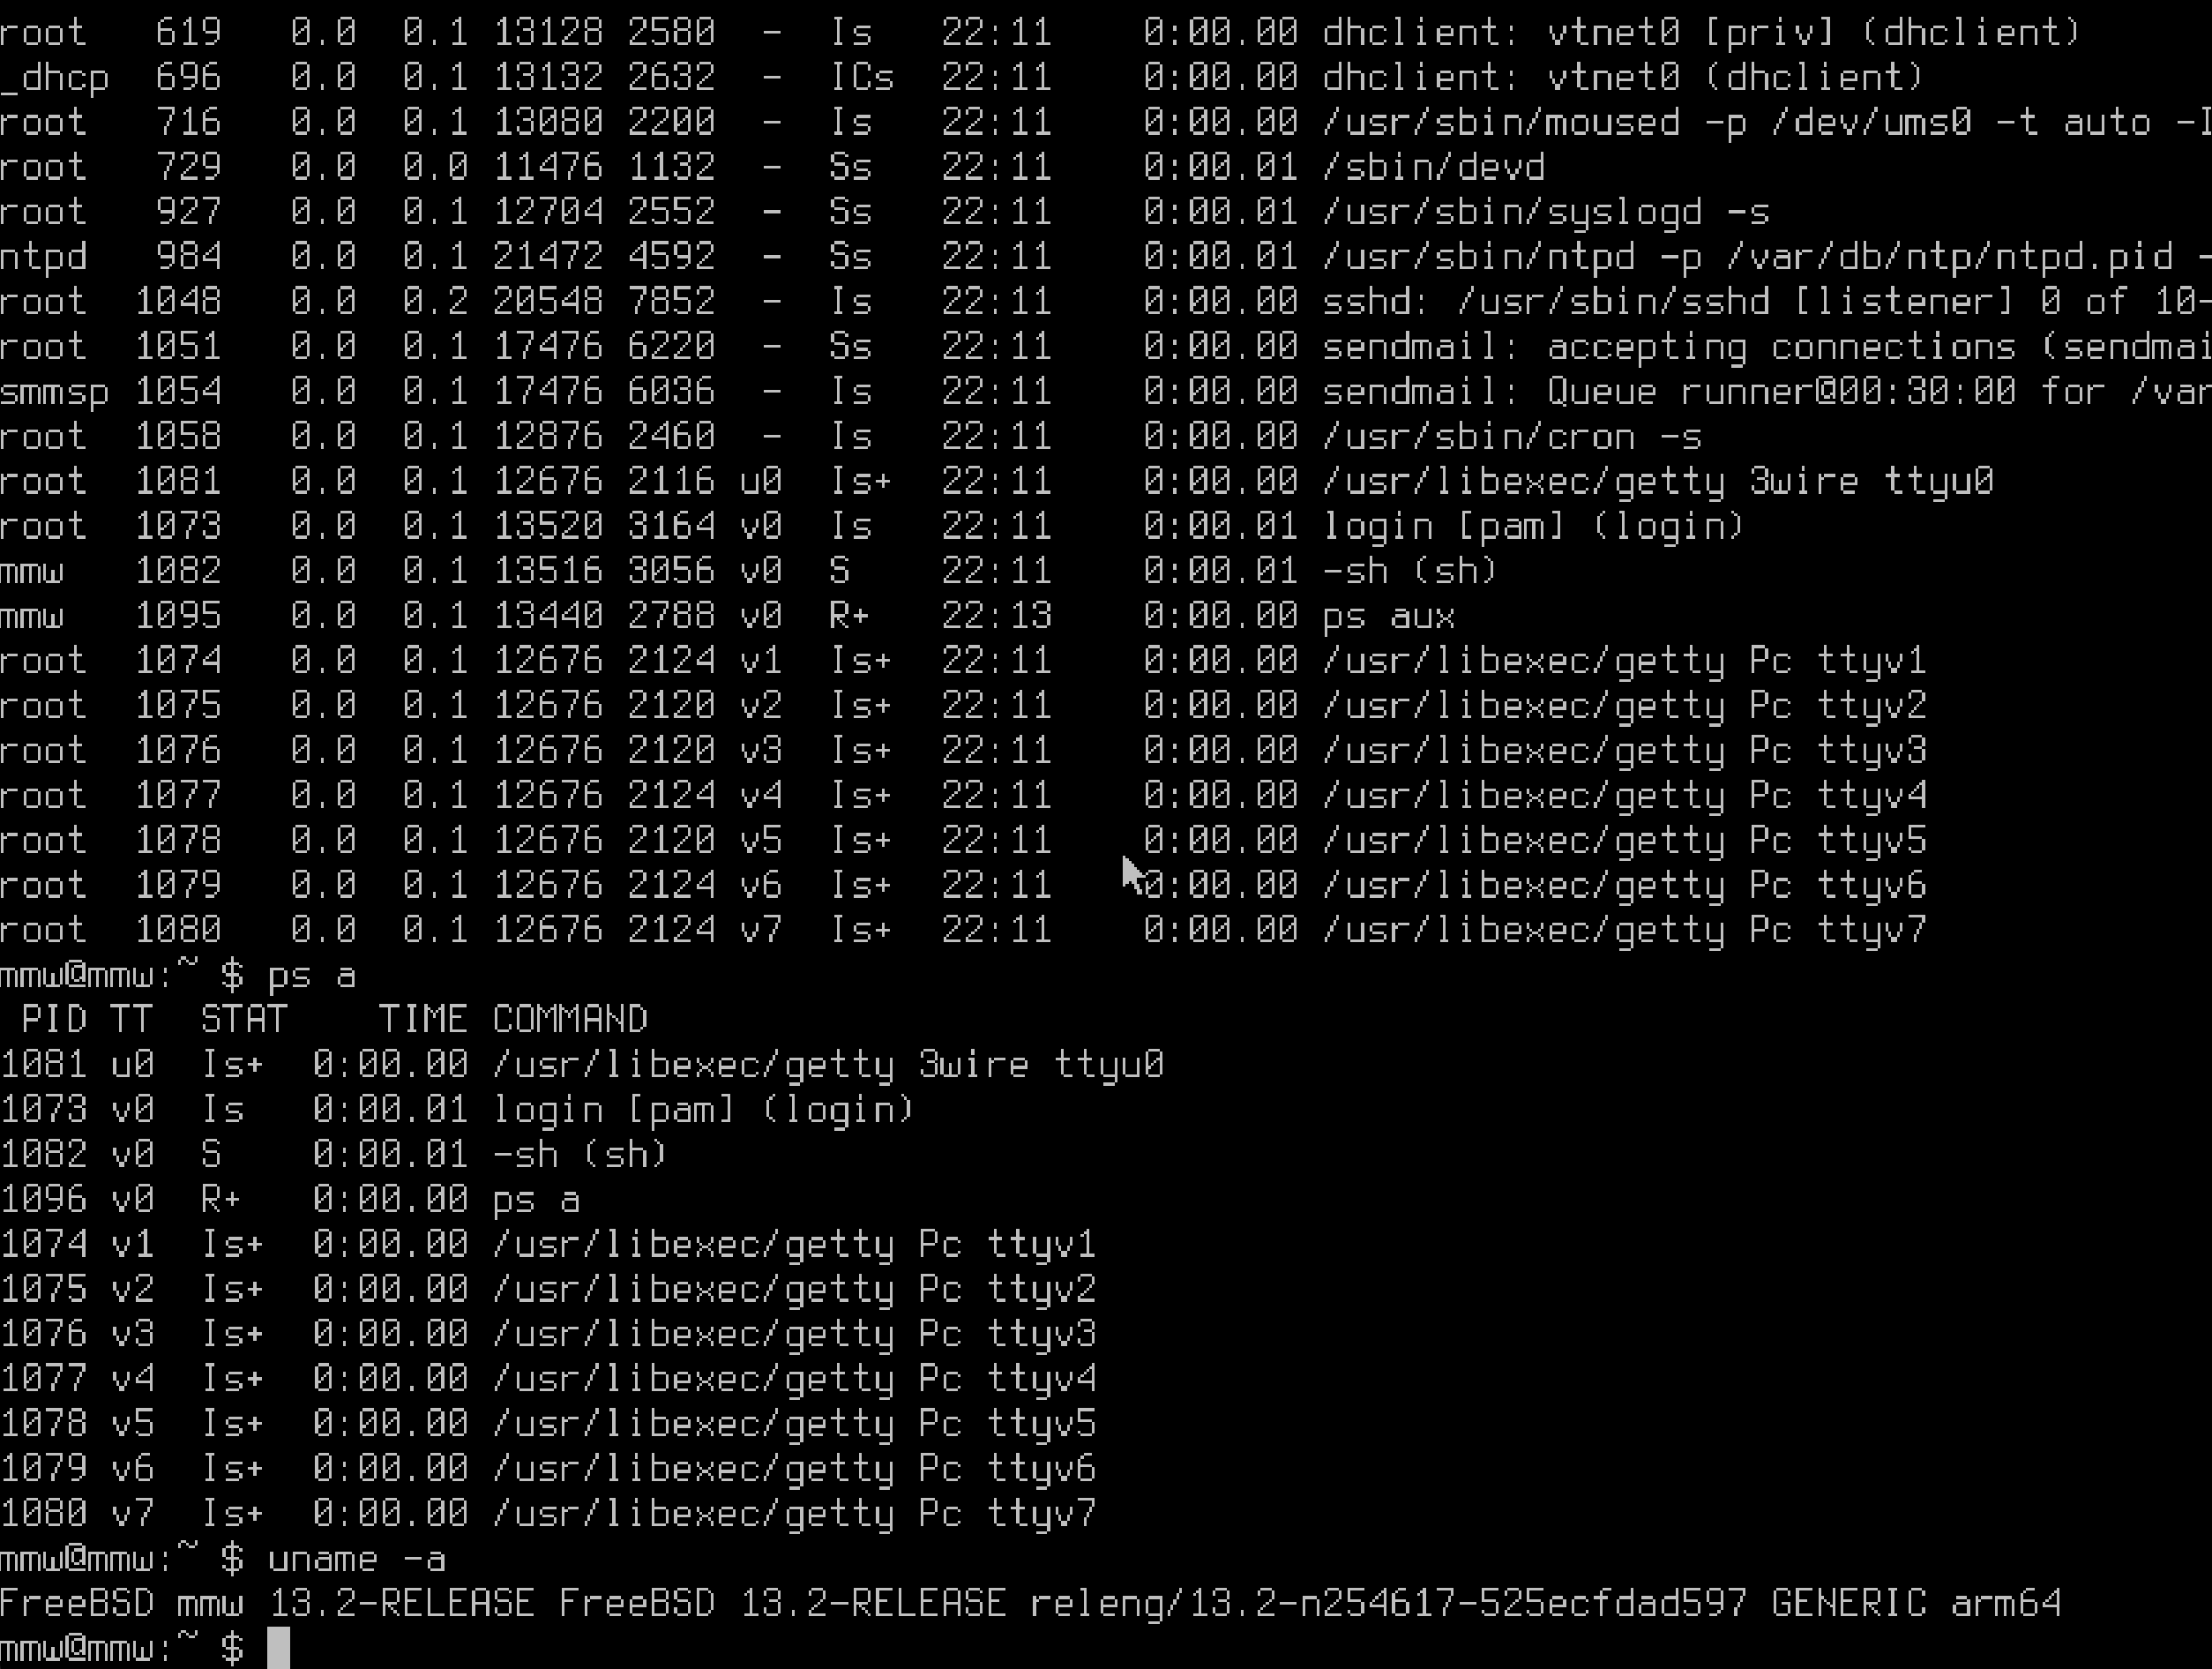 root   619   0.0  0.1 13128 2580  -   Is   22:11    0:00.00 dhclient: vtnet0 [priv] (dhclient)
_dhcp  696   0.0  0.1 13132 2632  -   ICs  22:11    0:00.00 dhclient: vtnet0 (dhclient)
root   716   0.0  0.1 13080 2200  -   Is   22:11    0:00.00 /usr/sbin/moused -p /dev/ums0 -t auto -I
root   729   0.0  0.0 11476 1132  -   Ss   22:11    0:00.01 /sbin/devd
root   927   0.0  0.1 12704 2552  -   Ss   22:11    0:00.01 /usr/sbin/syslogd -s
ntpd   984   0.0  0.1 21472 4592  -   Ss   22:11    0:00.01 /usr/sbin/ntpd -p /var/db/ntp/ntpd.pid -
root  1048   0.0  0.2 20548 7852  -   Is   22:11    0:00.00 sshd: /usr/sbin/sshd [listener] 0 of 10-
root  1051   0.0  0.1 17476 6220  -   Ss   22:11    0:00.00 sendmail: accepting connections (sendmai
smmsp 1054   0.0  0.1 17476 6036  -   Is   22:11    0:00.00 sendmail: Queue runner@00:30:00 for /var
root  1058   0.0  0.1 12876 2460  -   Is   22:11    0:00.00 /usr/sbin/cron -s
root  1081   0.0  0.1 12676 2116 u0   Is+  22:11    0:00.00 /usr/libexec/getty 3wire ttyu0
root  1073   0.0  0.1 13520 3164 v0   Is   22:11    0:00.01 login [pam] (login)
mmw   1082   0.0  0.1 13516 3056 v0   S    22:11    0:00.01 -sh (sh)
mmw   1095   0.0  0.1 13440 2788 v0   R+   22:13    0:00.00 ps aux
root  1074   0.0  0.1 12676 2124 v1   Is+  22:11    0:00.00 /usr/libexec/getty Pc ttyv1
root  1075   0.0  0.1 12676 2120 v2   Is+  22:11    0:00.00 /usr/libexec/getty Pc ttyv2
root  1076   0.0  0.1 12676 2120 v3   Is+  22:11    0:00.00 /usr/libexec/getty Pc ttyv3
root  1077   0.0  0.1 12676 2124 v4   Is+  22:11    0:00.00 /usr/libexec/getty Pc ttyv4
root  1078   0.0  0.1 12676 2120 v5   Is+  22:11    0:00.00 /usr/libexec/getty Pc ttyv5
root  1079   0.0  0.1 12676 2124 v6   Is+  22:11    0:00.00 /usr/libexec/getty Pc ttyv6
root  1080   0.0  0.1 12676 2124 v7   Is+  22:11    0:00.00 /usr/libexec/getty Pc ttyv7
mmw@mmw:~ $ ps a
 PID TT  STAT    TIME COMMAND
1081 u0  Is+  0:00.00 /usr/libexec/getty 3wire ttyu0
1073 v0  Is   0:00.01 login [pam] (login)
1082 v0  S    0:00.01 -sh (sh)
1096 v0  R+   0:00.00 ps a
1074 v1  Is+  0:00.00 /usr/libexec/getty Pc ttyv1
1075 v2  Is+  0:00.00 /usr/libexec/getty Pc ttyv2
1076 v3  Is+  0:00.00 /usr/libexec/getty Pc ttyv3
1077 v4  Is+  0:00.00 /usr/libexec/getty Pc ttyv4
1078 v5  Is+  0:00.00 /usr/libexec/getty Pc ttyv5
1079 v6  Is+  0:00.00 /usr/libexec/getty Pc ttyv6
1080 v7  Is+  0:00.00 /usr/libexec/getty Pc ttyv7
mmw@mmw:~ $ uname -a
FreeBSD mmw 13.2-RELEASE FreeBSD 13.2-RELEASE releng/13.2-n254617-525ecfdad597 GENERIC arm64
mmw@mmw:~ $